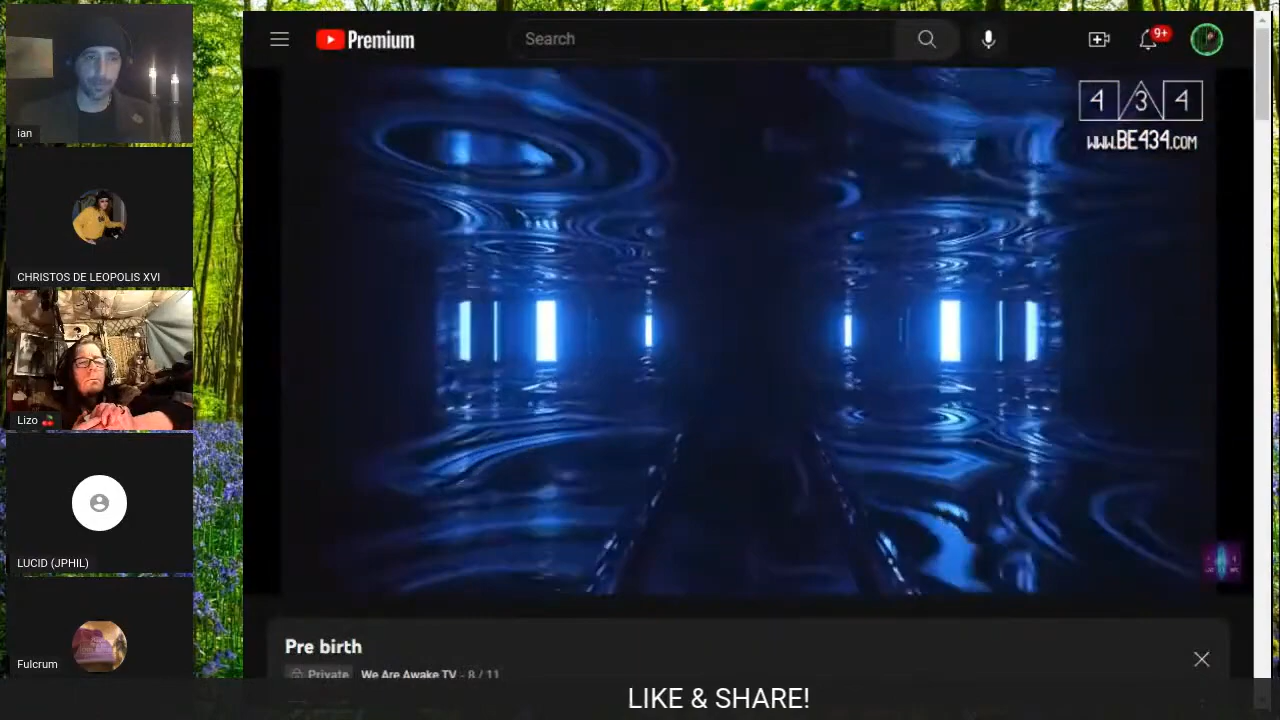 ian
CHRISTOS DE LEOPOLIS XVI
Lizo
LUCID (JPHIL)
Fulcrum
Premium
Search
9+
4 3 4
www.BE434.com
Pre birth
Private We Are Awake TV - 8 / 11
LIKE & SHARE!